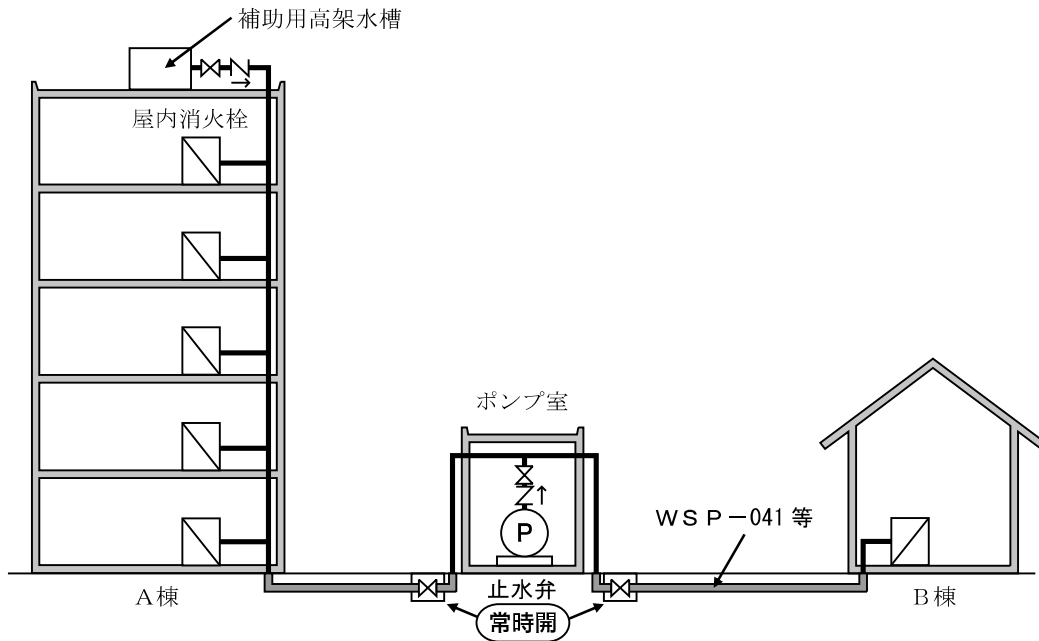 補助用高架水槽
屋内消火栓
ポンプ室
P
WSP-041等
A棟
止水弁
常時開
B棟